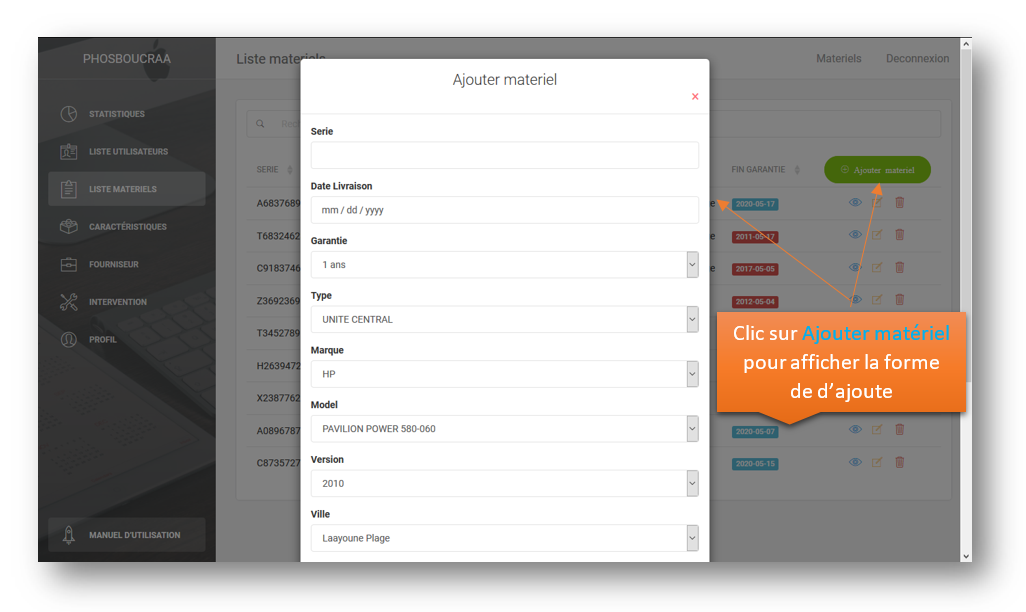 PHOSBOUCRAA
STATISTIQUES
LISTE UTILISATEURS
LISTE MATERIELS
CARACTÉRISTIQUES
FOURNISEUR
INTERVENTION
PROFIL
MANUEL D'UTILISATION
Liste materiels
Materiels Deconnexion
SERIE FIN GARANTIE Ajouter materiel
A6837689 2020-05-17
T6832462 2011-05-17
C9183746 2017-05-05
Z3692369 2012-05-04
T3452789
H2639472
X2387762
A0896787 2020-05-07
C8735727 2020-05-15
Ajouter materiel
×
Serie
Date Livraison
mm / dd / yyyy
Garantie
1 ans
Type
UNITE CENTRAL
Marque
HP
Model
PAVILION POWER 580-060
Version
2010
Ville
Laayoune Plage
Clic sur Ajouter matériel
pour afficher la forme
de d'ajoute